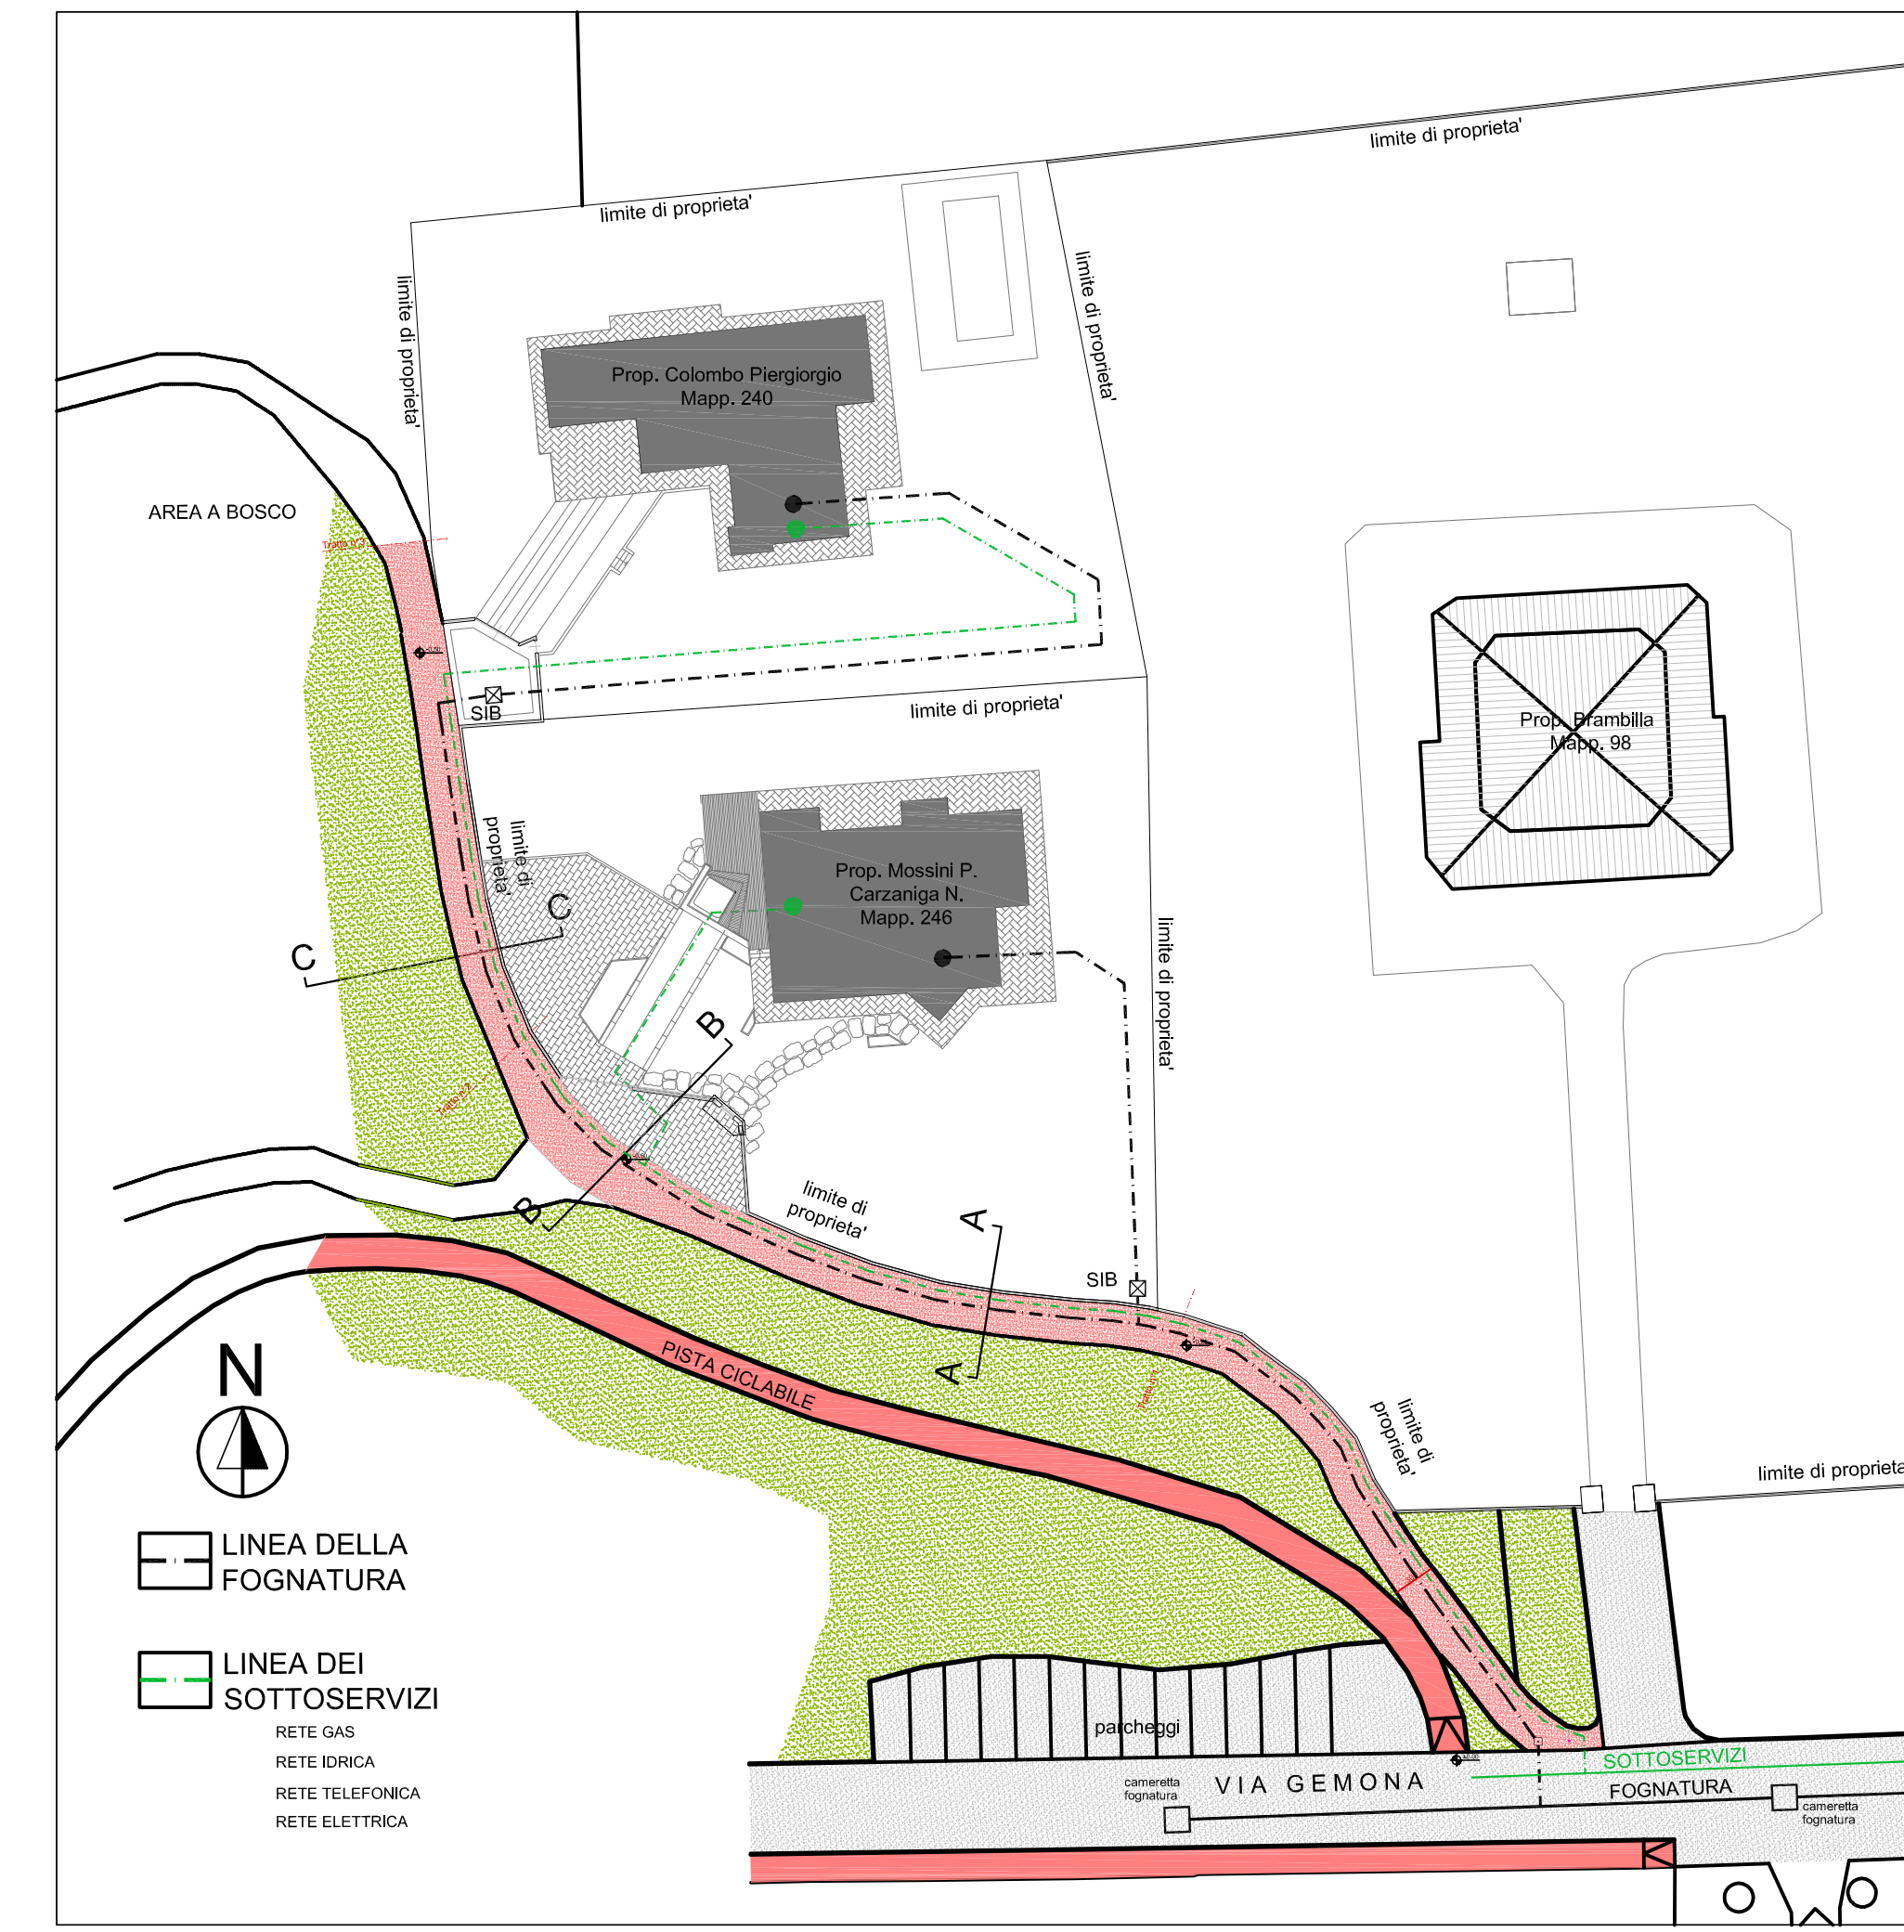 limite di proprieta'
limite di proprieta'
limite di proprieta'
limite di proprieta'
Prop. Colombo Piergiorgio
Mapp. 240
AREA A BOSCO
SIB
limite di proprieta'
Prop. Brambilla
Mapp. 98
limite di
proprieta'
Prop. Mossini P.
Carzaniga N.
Mapp. 246
C
C
limite di proprieta'
B
B
limite di
proprieta'
A
A
SIB
PISTA CICLABILE
limite di
proprieta'
limite di proprieta
N
LINEA DELLA
FOGNATURA
LINEA DEI
SOTTOSERVIZI
RETE GAS
RETE IDRICA
RETE TELEFONICA
RETE ELETTRICA
parcheggi
VIA GEMONA
cameretta
fognatura
SOTTOSERVIZI
FOGNATURA
cameretta
fognatura